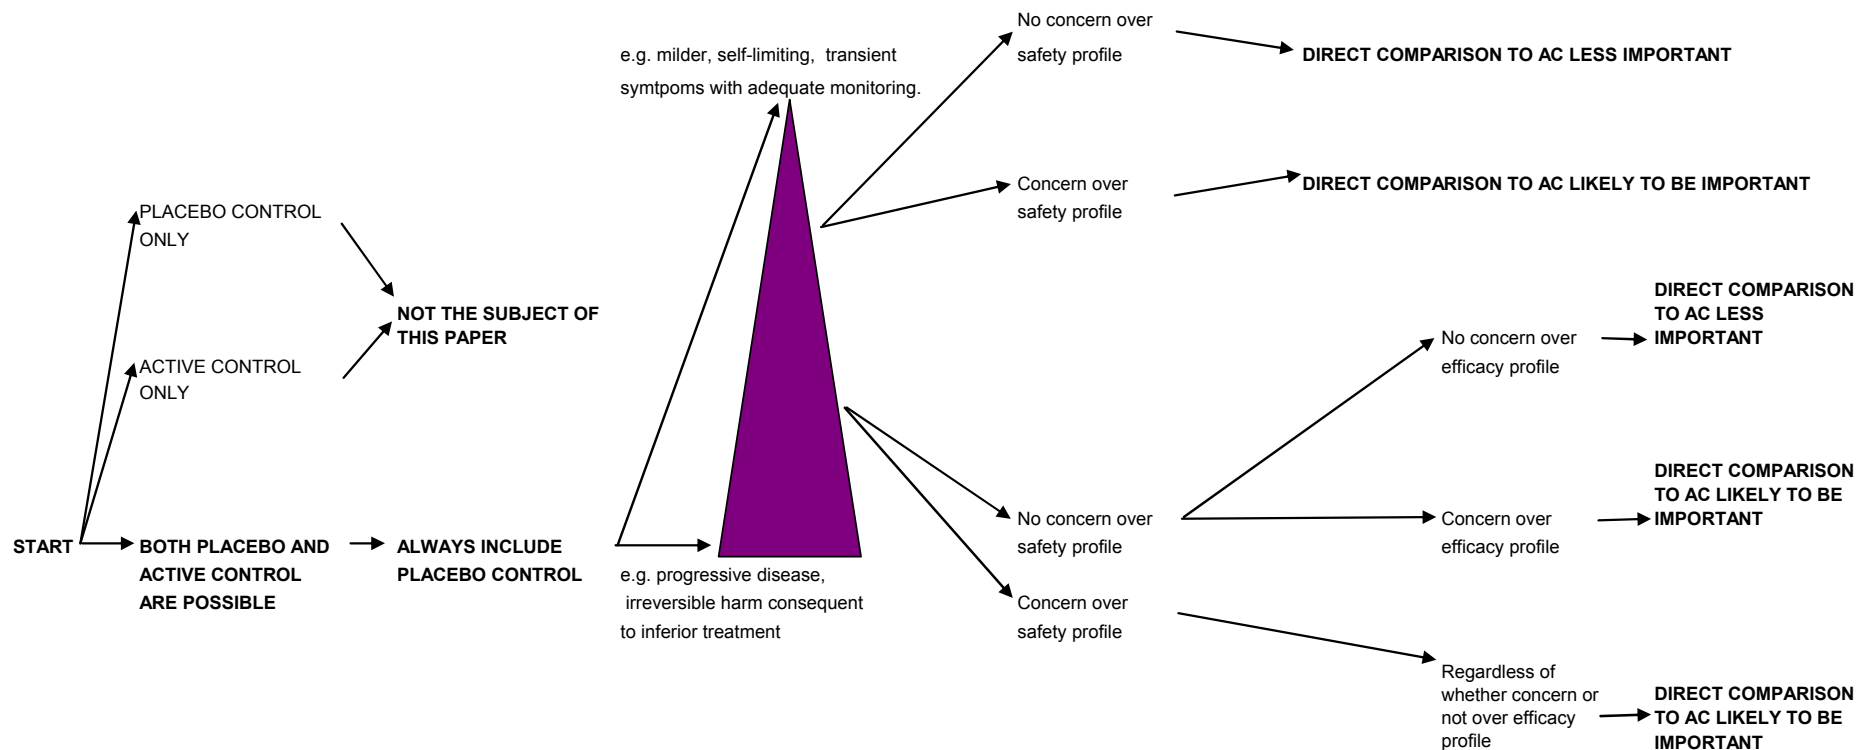 START
PLACEBO CONTROL
ONLY
ACTIVE CONTROL
ONLY
BOTH PLACEBO AND
ACTIVE CONTROL
ARE POSSIBLE
NOT THE SUBJECT OF
THIS PAPER
ALWAYS INCLUDE
PLACEBO CONTROL
e.g. milder, self-limiting, transient
symtpoms with adequate monitoring.
e.g. progressive disease,
irreversible harm consequent
to inferior treatment
No concern over
safety profile
DIRECT COMPARISON TO AC LESS IMPORTANT
Concern over
safety profile
DIRECT COMPARISON TO AC LIKELY TO BE IMPORTANT
No concern over
safety profile
No concern over
efficacy profile
DIRECT COMPARISON
TO AC LESS
IMPORTANT
Concern over
efficacy profile
DIRECT COMPARISON
TO AC LIKELY TO BE
IMPORTANT
Concern over
safety profile
Regardless of
whether concern or
not over efficacy
profile
DIRECT COMPARISON
TO AC LIKELY TO BE
IMPORTANT